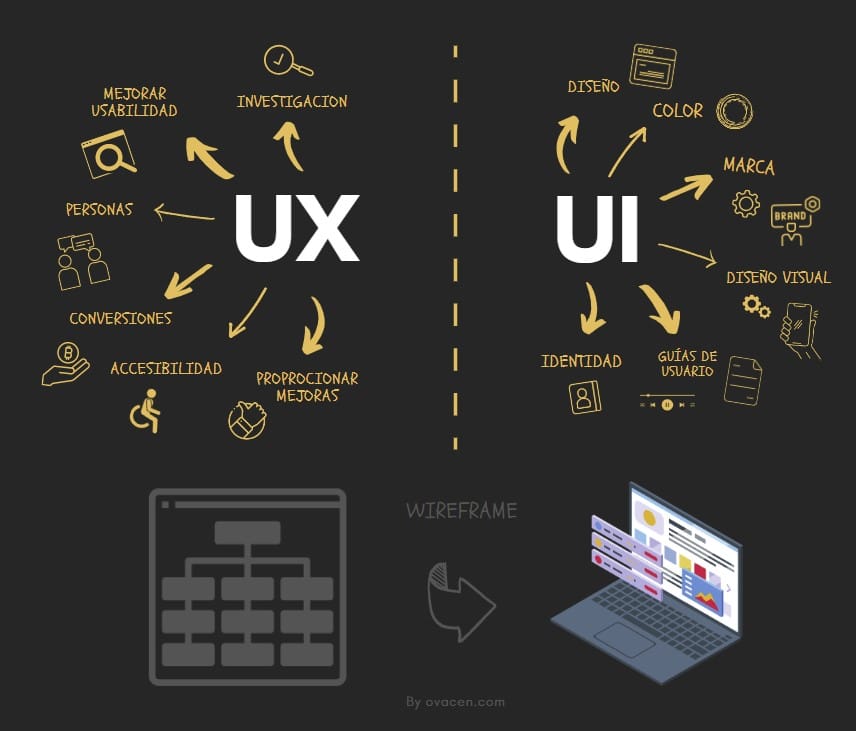 INVESTIGACION
MEJORAR
USABILIDAD
PERSONAS
UX
CONVERSIONES
ACCESIBILIDAD
PROPROCIONAR
MEJORAS
DISEÑO
COLOR
MARCA
BRAND
UI
DISEÑO VISUAL
IDENTIDAD
GUÍAS DE
USUARIO
WIREFRAME
By ovacen.com